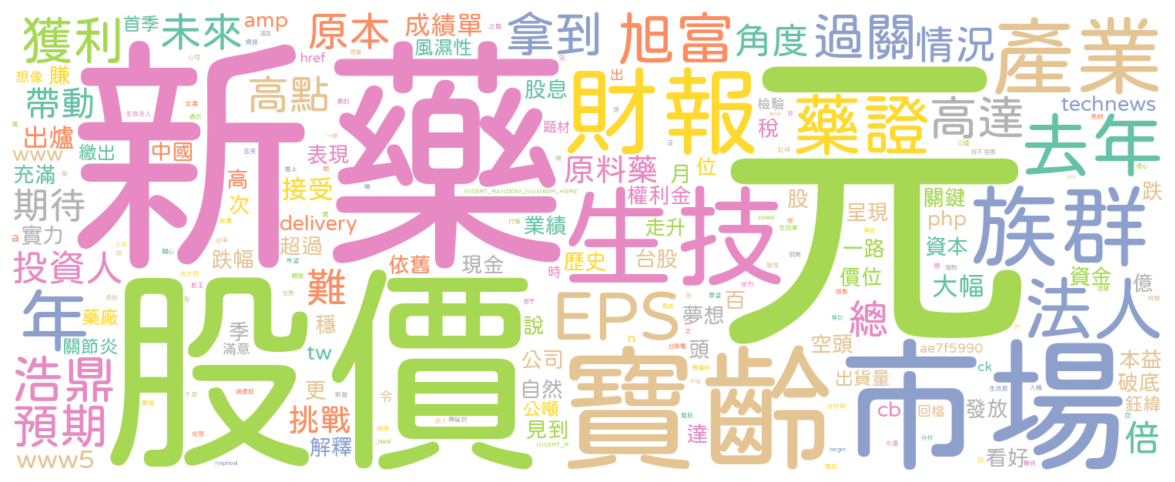 獲利
首季
未來
amp
原本
成績單
拿到
旭富
角度
過關
情況
產業
風濕性
href
想像
賺
新藥
高點
股息
財報
元
藥證
高達
technews
帶動
檢驗
稅
去年
出爐
題材
www
繳出
中國
表現
原料藥
月
位
充滿
高
接受
INSERT_RANDOM_NUMBER_HERE
權利金
股
關鍵
族群
跌
期待
次
生技
呈現
php
a
實力
delivery
業績
走升
一路
資本
超過
投資人
跌幅
依舊
現金
時
歷史
台股
價位
大幅
資金
億
難
百
總
法人
年
股價
EPS
夢想
藥廠
季
穩
說
n
空頭
關節炎
滿意
tw
頭
ae7f5990
公司
寶齡
市場
ck
本益
浩鼎
更
自然
出貨量
破底
令
鉅緯
預期
挑戰
公噸
cb
回檔
發放
倍
解釋
見到
達
www5
看好
target